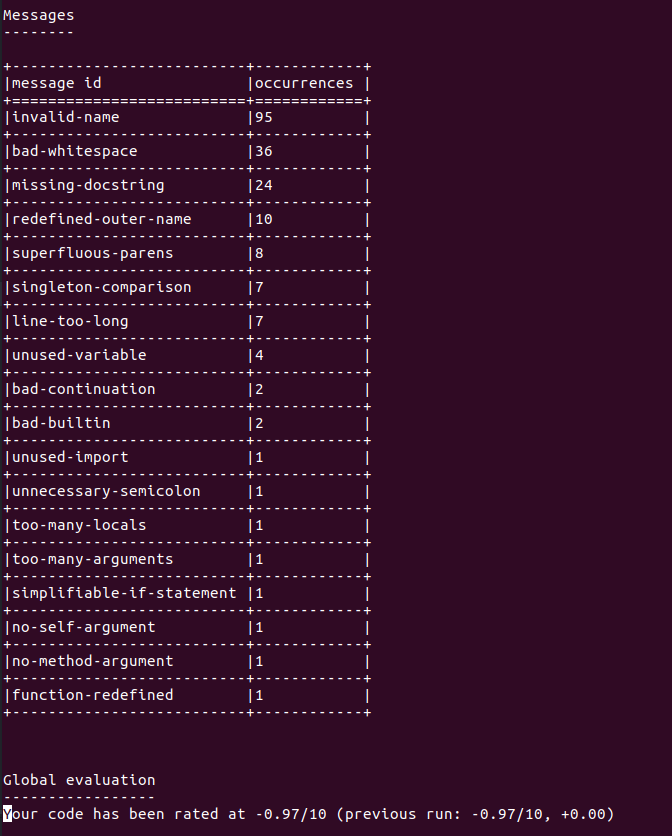 Messages
--------
+--------------------------+------------+
|message id                |occurrences |
+==========================+============+
|invalid-name              |95          |
+--------------------------+------------+
|bad-whitespace            |36          |
+--------------------------+------------+
|missing-docstring         |24          |
+--------------------------+------------+
|redefined-outer-name      |10          |
+--------------------------+------------+
|superfluous-parens        |8           |
+--------------------------+------------+
|singleton-comparison      |7           |
+--------------------------+------------+
|line-too-long             |7           |
+--------------------------+------------+
|unused-variable           |4           |
+--------------------------+------------+
|bad-continuation          |2           |
+--------------------------+------------+
|bad-builtin               |2           |
+--------------------------+------------+
|unused-import             |1           |
+--------------------------+------------+
|unnecessary-semicolon     |1           |
+--------------------------+------------+
|too-many-locals           |1           |
+--------------------------+------------+
|too-many-arguments        |1           |
+--------------------------+------------+
|simplifiable-if-statement |1           |
+--------------------------+------------+
|no-self-argument          |1           |
+--------------------------+------------+
|no-method-argument        |1           |
+--------------------------+------------+
|function-redefined        |1           |
+--------------------------+------------+
Global evaluation
-----------------
Your code has been rated at -0.97/10 (previous run: -0.97/10, +0.00)